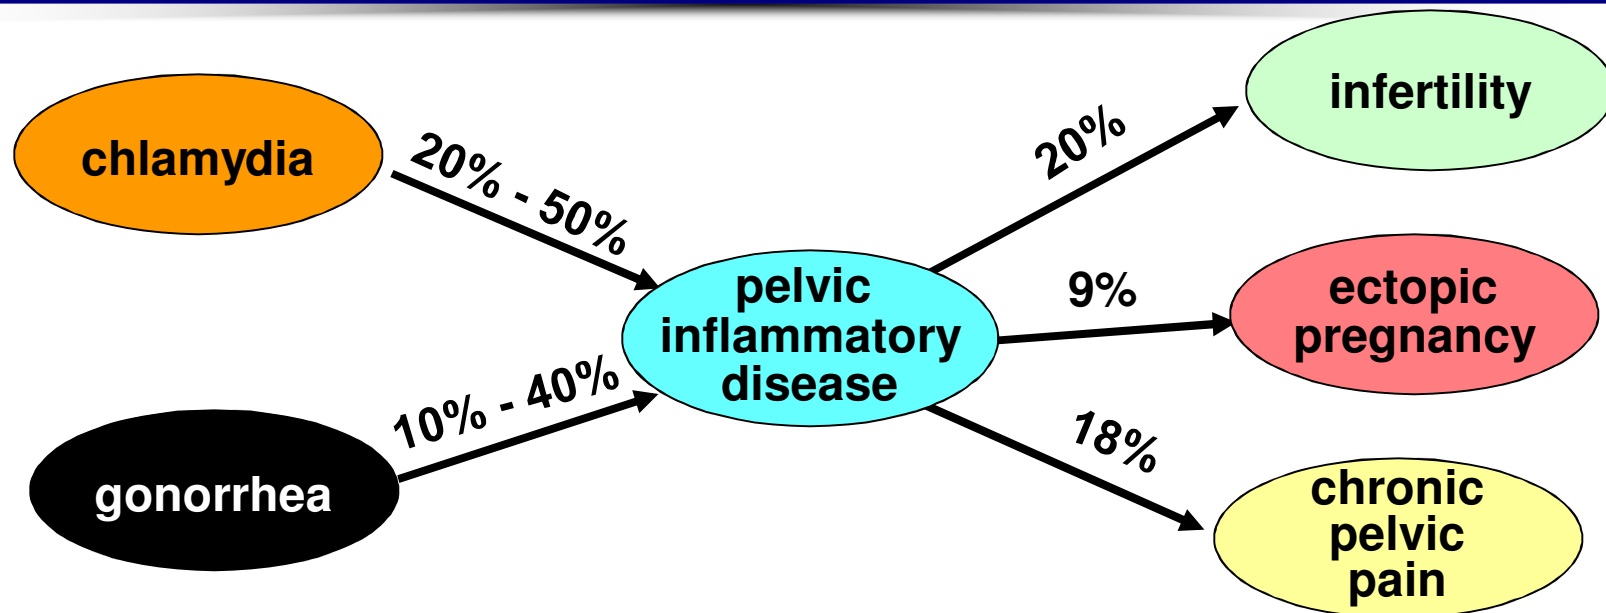 chlamydia
20% - 50%
gonorrhea
10% - 40%
pelvic
inflammatory
disease
20%
infertility
9%
ectopic
pregnancy
18%
chronic
pelvic
pain